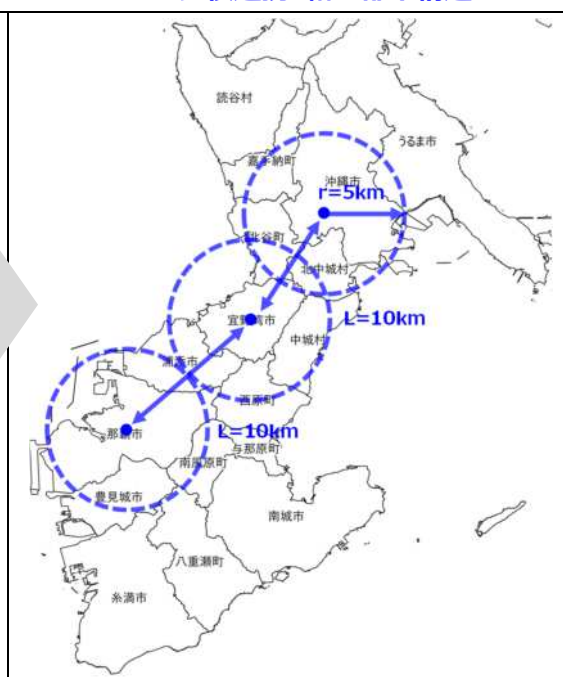 読谷村
うるま市
嘉手納町
沖縄市
r=5km
北谷町
北中城村
宜野湾市
L=10km
中城村
浦添市
西原町
那覇市
L=10km
与那原町
南風原町
豊見城市
南城市
八重瀬町
糸満市